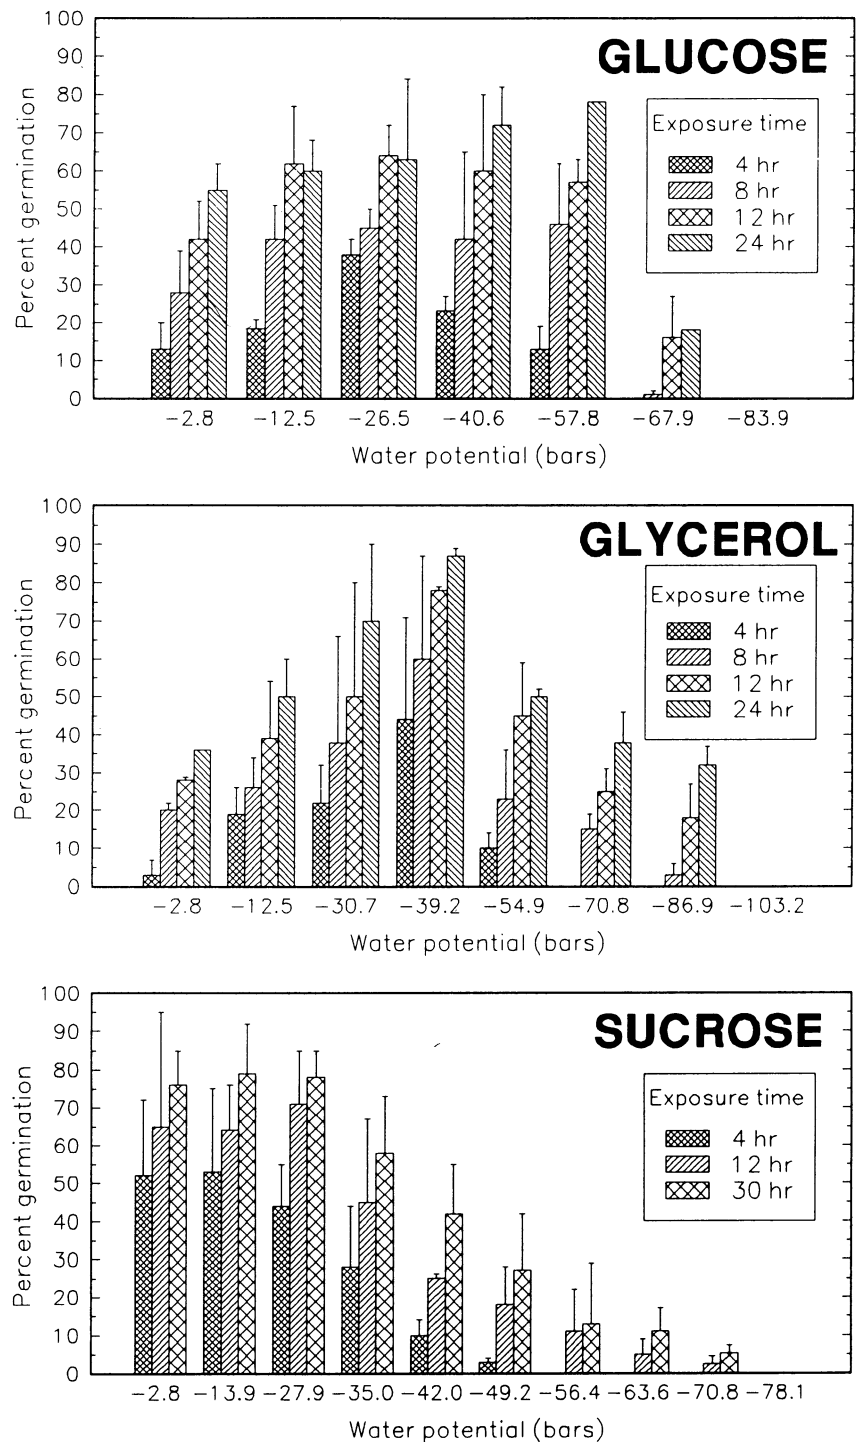 GLUCOSE
Percent germination
100
90
80
70
60
50
40
30
20
10
0
Exposure time
4 hr
8 hr
12 hr
24 hr
-2.8 -12.5 -26.5 -40.6 -57.8 -67.9 -83.9
Water potential (bars)
GLYCEROL
Percent germination
100
90
80
70
60
50
40
30
20
10
0
Exposure time
4 hr
8 hr
12 hr
24 hr
-2.8 -12.5 -30.7 -39.2 -54.9 -70.8 -86.9 -103.2
Water potential (bars)
SUCROSE
Percent germination
100
90
80
70
60
50
40
30
20
10
0
Exposure time
4 hr
12 hr
30 hr
-2.8 -13.9 -27.9 -35.0 -42.0 -49.2 -56.4 -63.6 -70.8 -78.1
Water potential (bars)